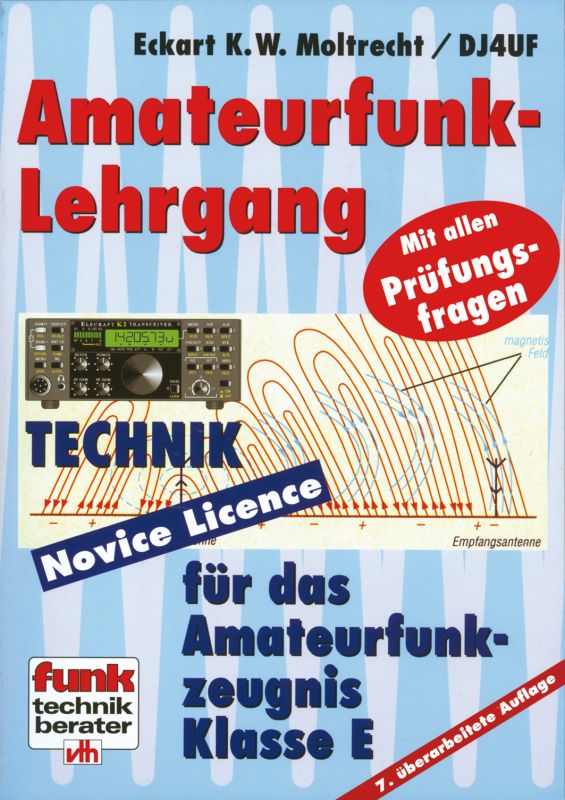 Eckart K.W. Moltrecht / DJ4UF
Amateurfunk-
Lehrgang
Mit allen
Prüfungs-
fragen
ELECRAFT K2 TRANSCEIVER
magnetis
Feld
TECHNIK
Novice Licence
Empfangsantenne
für das
Amateurfunk-
zeugnis
Klasse E
funk
technik
berater
vth
7. überarbeitete Auflage